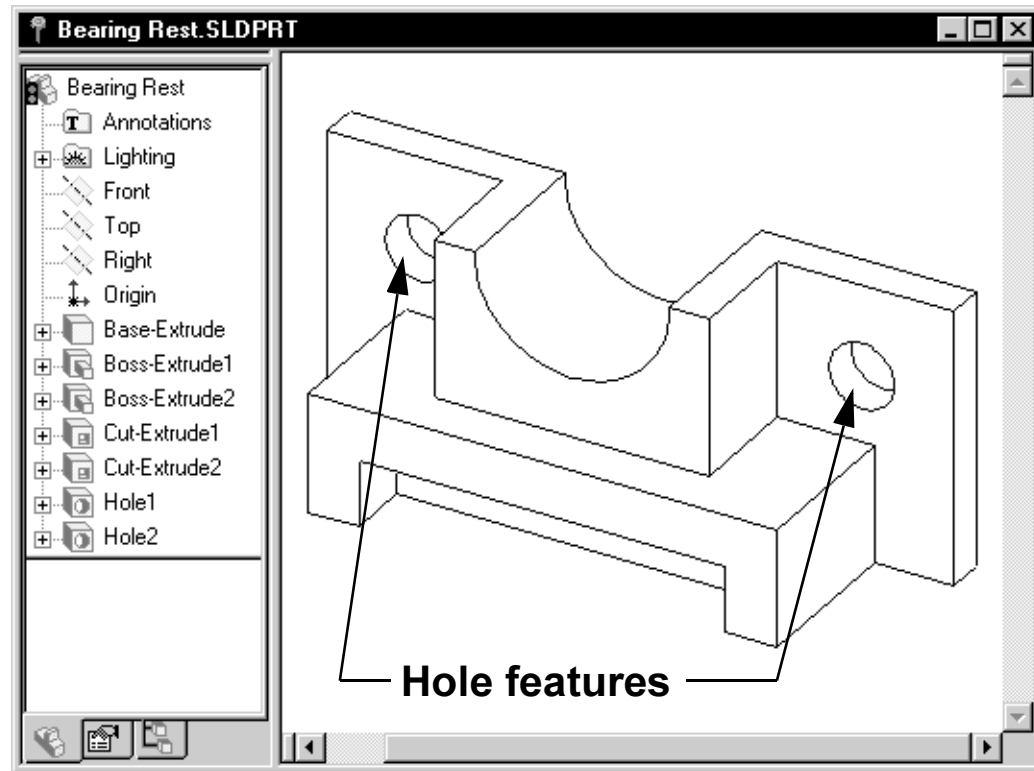 Bearing Rest.SLDPRT
Bearing Rest
T Annotations
Lighting
Front
Top
Right
Origin
Base-Extrude
Boss-Extrude1
Boss-Extrude2
Cut-Extrude1
Cut-Extrude2
Hole1
Hole2
Hole features